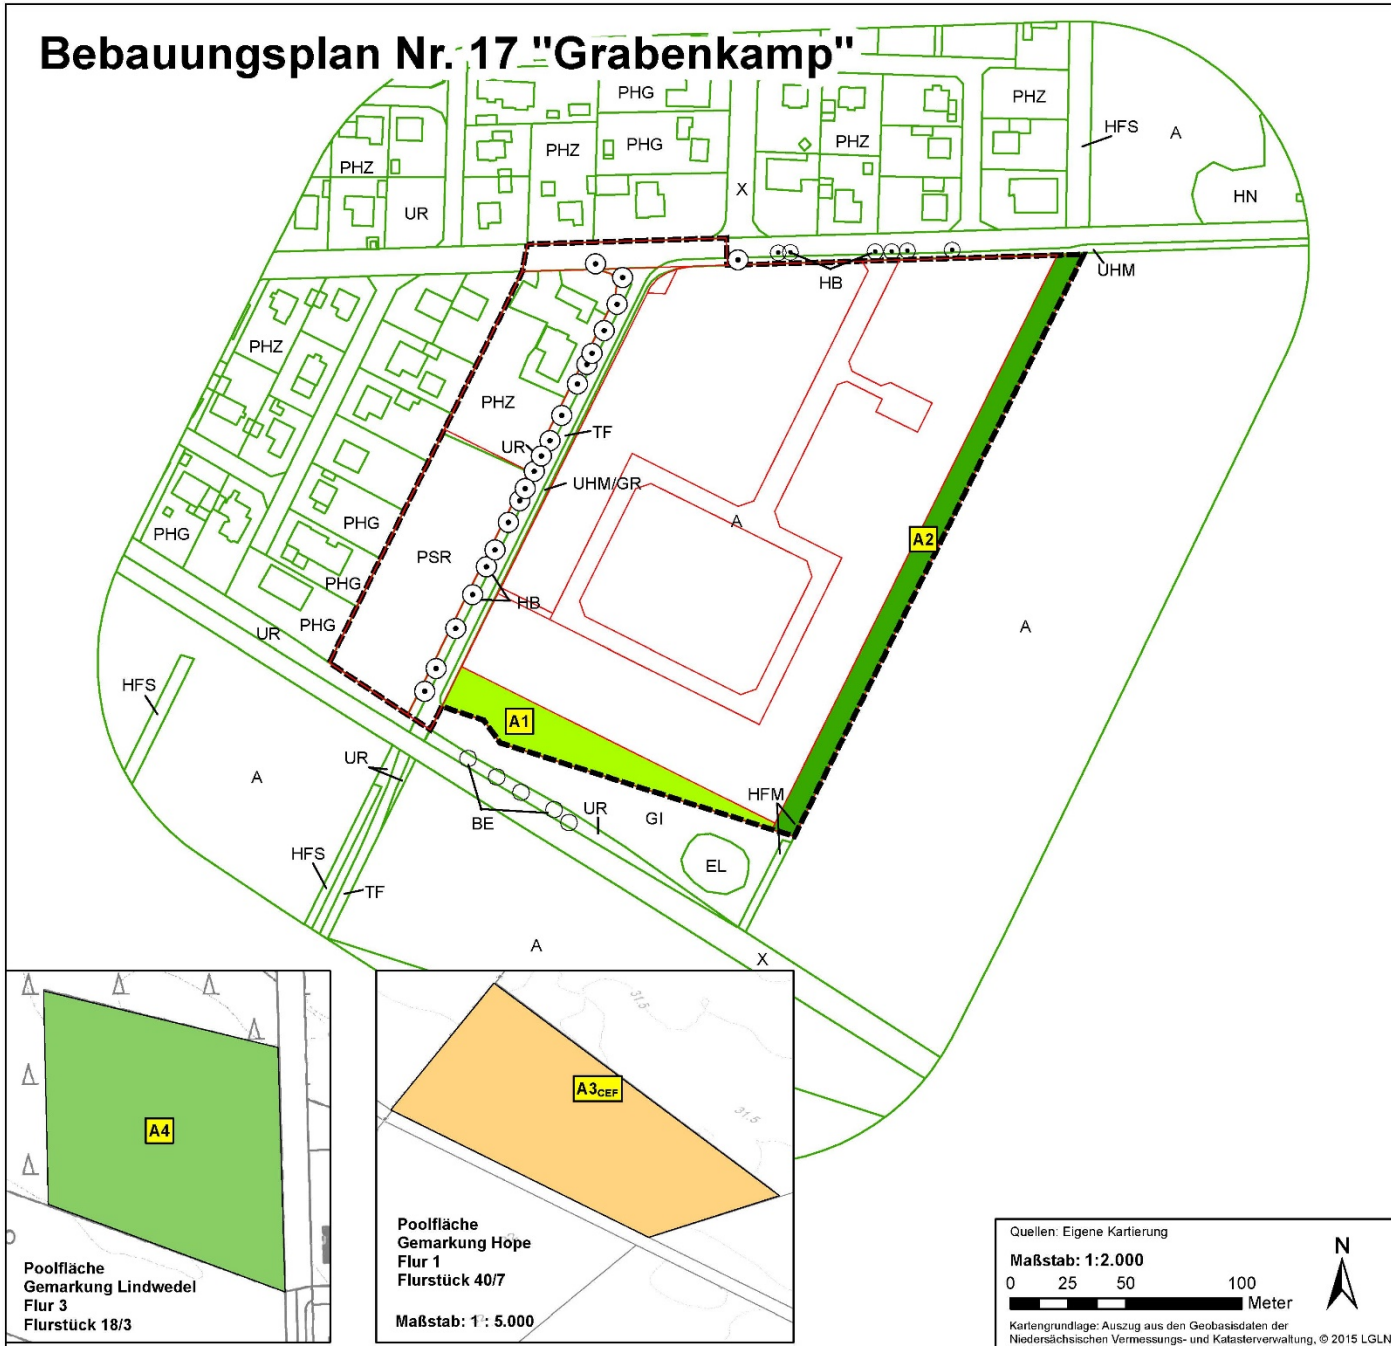 Bebauungsplan Nr. 17 "Grabenkamp"
PHG
PHZ
HFS
A
PHZ
PHG
PHZ
PHZ
X
HN
UR
UHM
HB
PHZ
PHZ
TF
UR
UHM/GR
PHG
PHG
A
A2
PSR
PHG
HB
PHG
UR
A
HFS
A1
UR
A
HFM
BE
UR
GI
HFS
EL
TF
A
X
31.5
31.5
A3CEF
A4
Poolfläche
Gemarkung Lindwedel
Flur 3
Flurstück 18/3
Poolfläche
Gemarkung Hope
Flur 1
Flurstück 40/7
Maßstab: 1 : 5.000
Quellen: Eigene Kartierung
Maßstab: 1:2.000
0 25 50 100
Meter
N
Kartengrundlage: Auszug aus den Geobasisdaten der
Niedersächsischen Vermessungs- und Katasterverwaltung, © 2015 LGLN